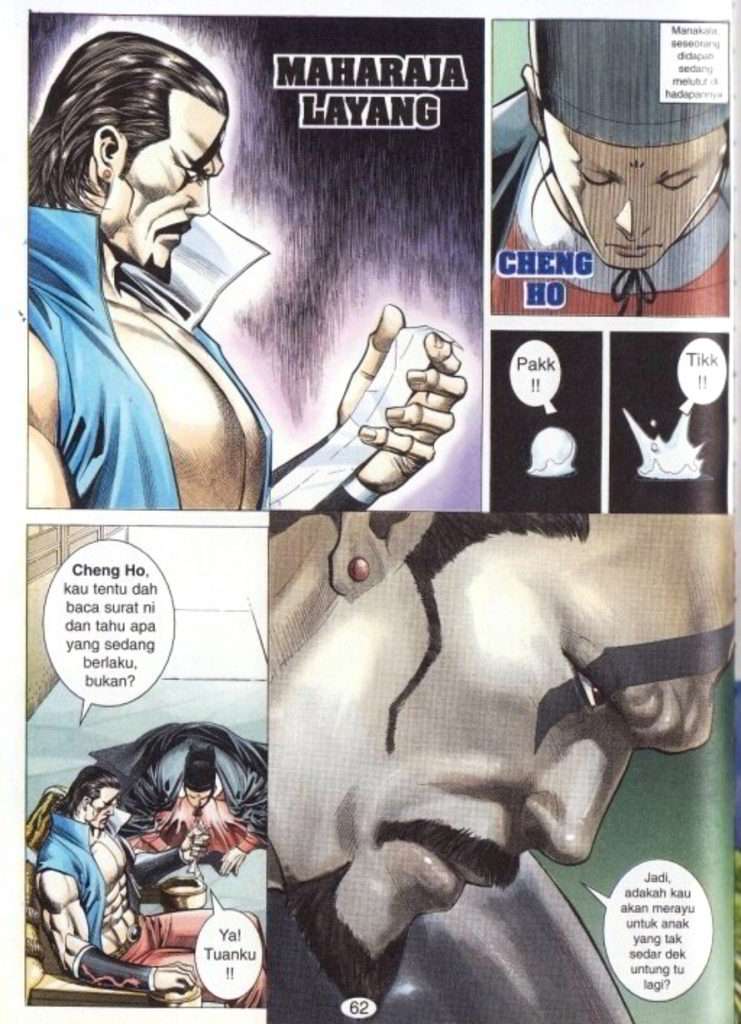 MAHARAJA
LAYANG
Manakala,
seseorang
didapati
sedang
melutut di
hadapannya
CHENG
HO
Pakk
!!
Tikk
!!
Cheng Ho,
kau tentu dah
baca surat ni
dan tahu apa
yang sedang
berlaku,
bukan?
Ya!
Tuanku
!!
Jadi,
adakah kau
akan merayu
untuk anak
yang tak
sedar dek
untung tu
lagi?
62